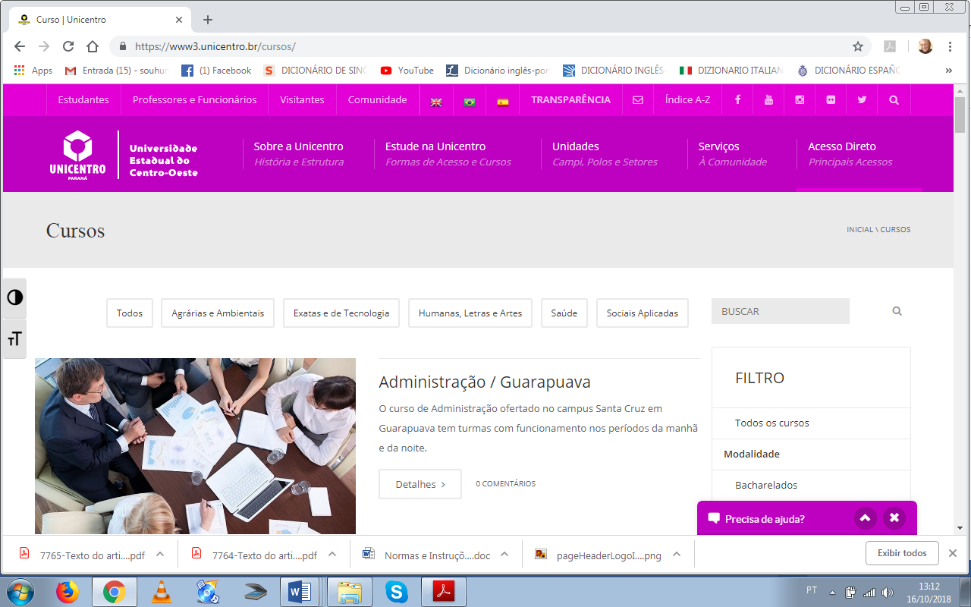 Curso | Unicentro
https://www3.unicentro.br/cursos/
Apps Entrada (15) - souhu (1) Facebook DICIONÁRIO DE SIN YouTube Dicionário inglês-por DICIONÁRIO INGLÊS- DIZIONARIO ITALIAN DICIONÁRIO ESPAÑO »
Estudantes Professores e Funcionários Visitantes Comunidade TRANSPARÊNCIA Índice A-Z
UNICENTRO
PARANÁ
Universidade
Estadual do
Centro-Oeste
Sobre a Unicentro
História e Estrutura
Estude na Unicentro
Formas de Acesso e Cursos
Unidades
Campi, Polos e Setores
Serviços
À Comunidade
Acesso Direto
Principais Acessos
Cursos
INICIAL \ CURSOS
Todos Agrárias e Ambientais Exatas e de Tecnologia Humanas, Letras e Artes Saúde Sociais Aplicadas
BUSCAR
Administração / Guarapuava
O curso de Administração ofertado no campus Santa Cruz em
Guarapuava tem turmas com funcionamento nos períodos da manhã
e da noite.
Detalhes › 0 COMENTÁRIOS
FILTRO
Todos os cursos
Modalidade
Bacharelados
Precisa de ajuda?
7765-Texto do arti....pdf 7764-Texto do arti....pdf Normas e Instruçõ....doc pageHeaderLogoI....png Exibir todos
PT
13:12
16/10/2018